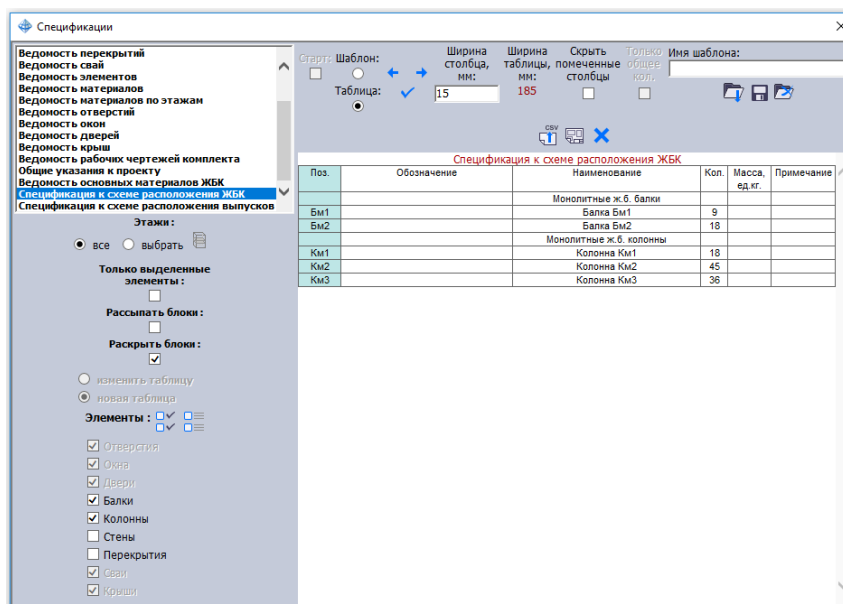 Спецификации
Ведомость перекрытий
Ведомость свай
Ведомость элементов
Ведомость материалов
Ведомость материалов по этажам
Ведомость отверстий
Ведомость окон
Ведомость дверей
Ведомость крыш
Ведомость рабочих чертежей комплекта
Общие указания к проекту
Ведомость основных материалов ЖБК
Спецификация к схеме расположения ЖБК
Спецификация к схеме расположения выпусков
Этажи:
все выбрать
Только выделенные
элементы:
Рассыпать блоки:
Раскрыть блоки:
изменить таблицу
новая таблица
Элементы:
Отверстия
Окна
Двери
Балки
Колонны
Стены
Перекрытия
Сваи
Крыши
Старт: Шаблон:
Таблица:
Ширина
столбца,
мм:
15
Ширина
таблицы,
мм:
185
Скрыть
помеченные
столбцы
Только
общее
кол.
Имя шаблона:
CSV
Спецификация к схеме расположения ЖБК
Поз. Обозначение Наименование Кол. Масса, ед.кг. Примечание
Монолитные ж.б. балки
Бм1 Балка Бм1 9
Бм2 Балка Бм2 18
Монолитные ж.б. колонны
Км1 Колонна Км1 18
Км2 Колонна Км2 45
Км3 Колонна Км3 36